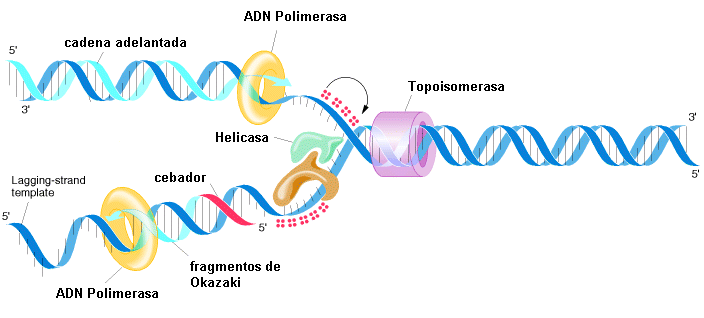 ADN Polimerasa
cadena adelantada
5'
3'
Topoisomerasa
Helicasa
3'
5'
Lagging-strand
template
cebador
5'
5'
fragmentos de
Okazaki
ADN Polimerasa